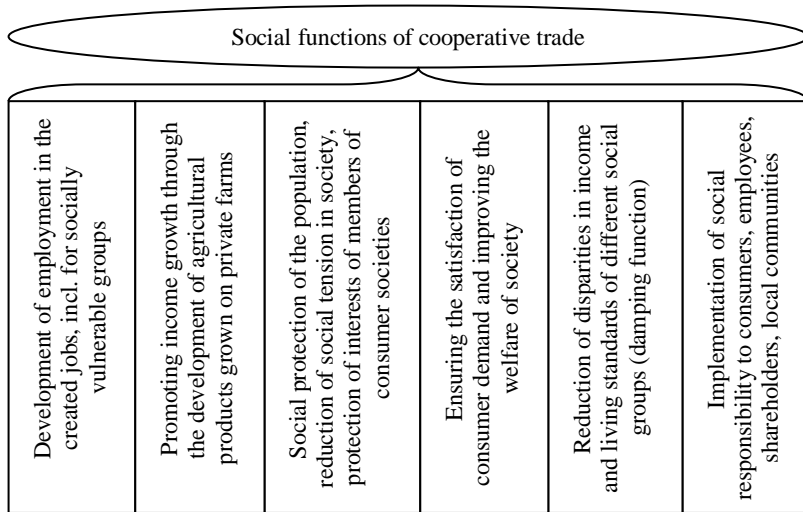 Social functions of cooperative trade
Development of employment in the
created jobs, incl. for socially
vulnerable groups
Promoting income growth through
the development of agricultural
products grown on private farms
Social protection of the population,
reduction of social tension in society,
protection of interests of members of
consumer societies
Ensuring the satisfaction of
consumer demand and improving the
welfare of society
Reduction of disparities in income
and living standards of different social
groups (damping function)
Implementation of social
responsibility to consumers, employees,
shareholders, local communities